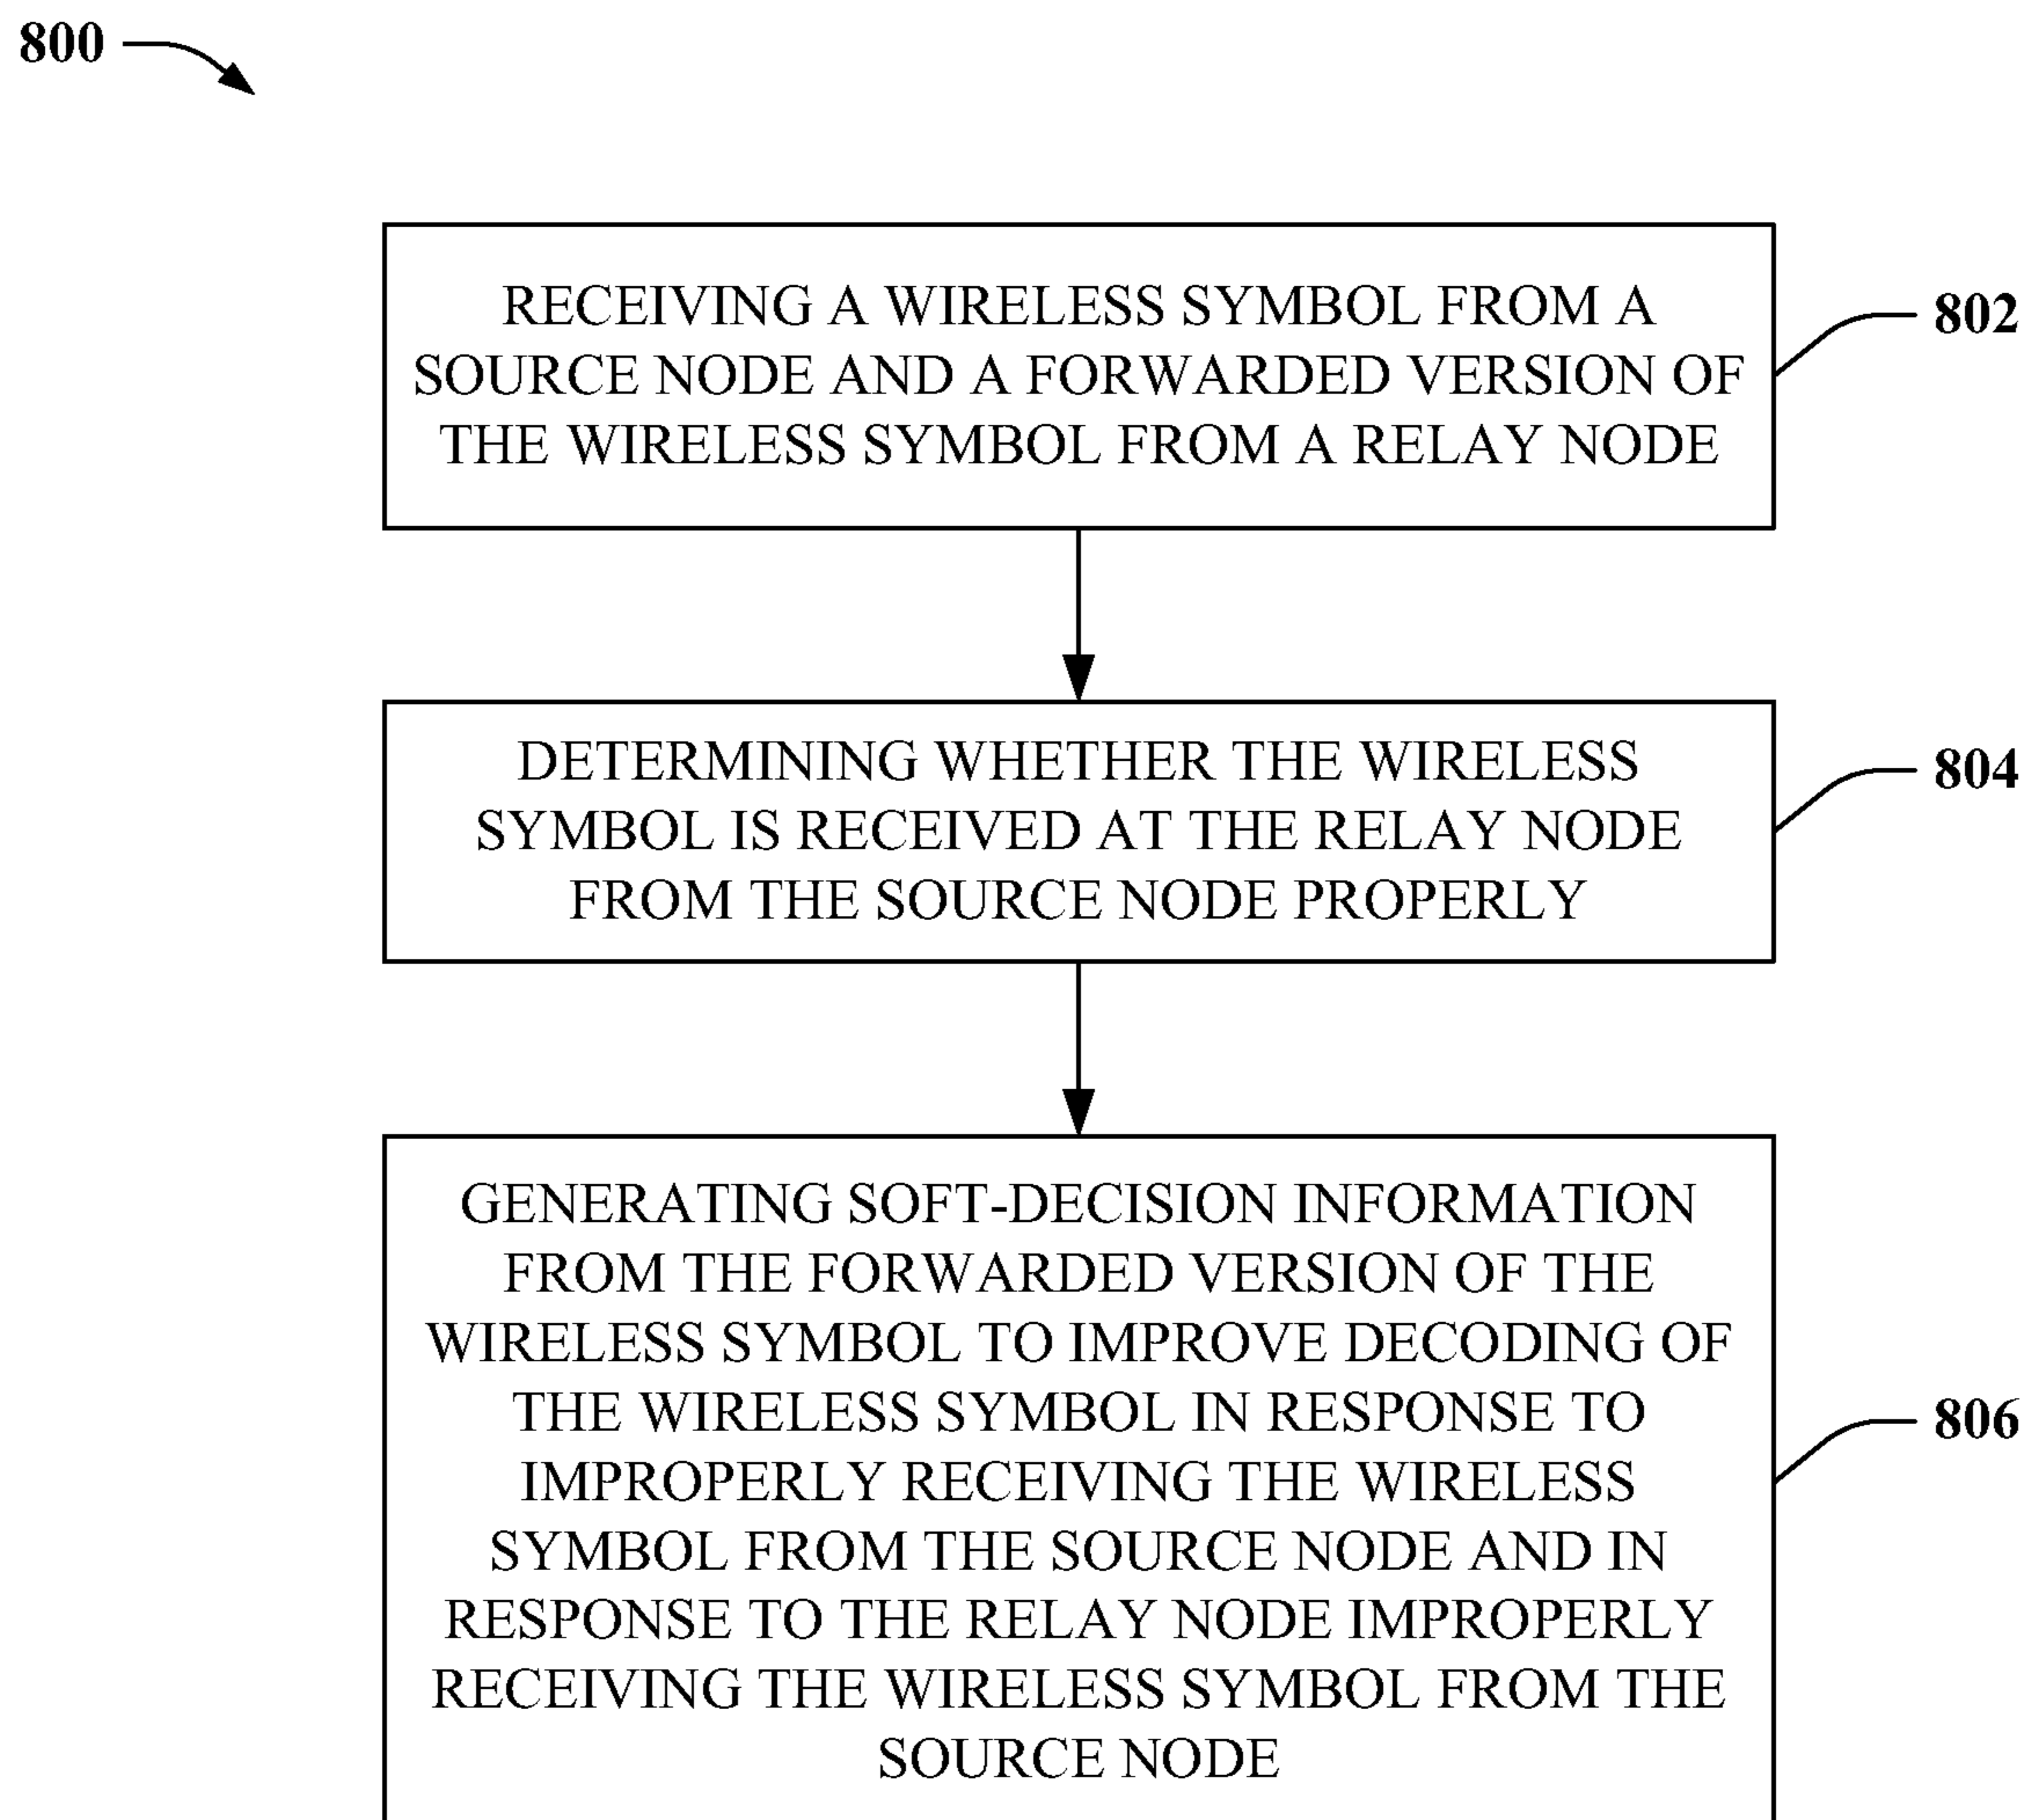 800
RECEIVING A WIRELESS SYMBOL FROM A
SOURCE NODE AND A FORWARDED VERSION OF
THE WIRELESS SYMBOL FROM A RELAY NODE
802
DETERMINING WHETHER THE WIRELESS
SYMBOL IS RECEIVED AT THE RELAY NODE
FROM THE SOURCE NODE PROPERLY
804
GENERATING SOFT-DECISION INFORMATION
FROM THE FORWARDED VERSION OF THE
WIRELESS SYMBOL TO IMPROVE DECODING OF
THE WIRELESS SYMBOL IN RESPONSE TO
IMPROPERLY RECEIVING THE WIRELESS
SYMBOL FROM THE SOURCE NODE AND IN
RESPONSE TO THE RELAY NODE IMPROPERLY
RECEIVING THE WIRELESS SYMBOL FROM THE
SOURCE NODE
806